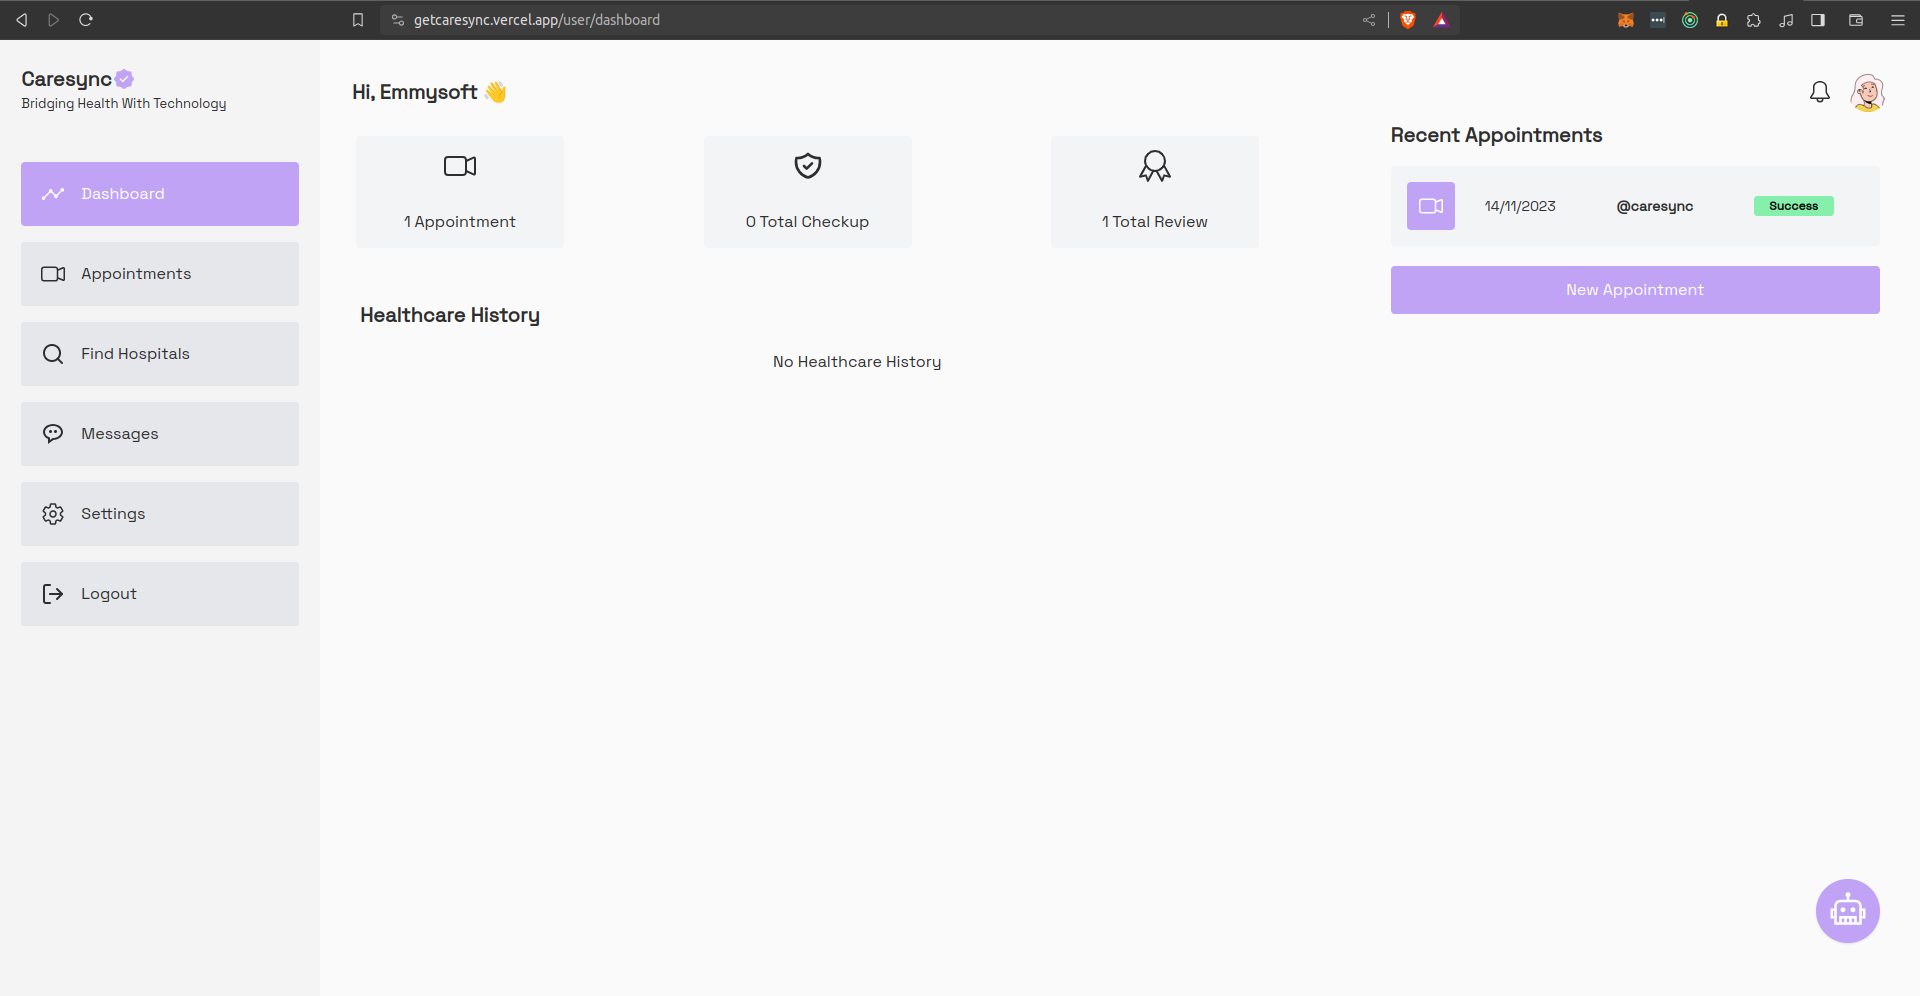 getcaresync.vercel.app/user/dashboard
Caresync
Bridging Health With Technology
Dashboard
Appointments
Find Hospitals
Messages
Settings
Logout
Hi, Emmysoft 👋
1 Appointment
0 Total Checkup
1 Total Review
Healthcare History
No Healthcare History
Recent Appointments
14/11/2023 @caresync Success
New Appointment